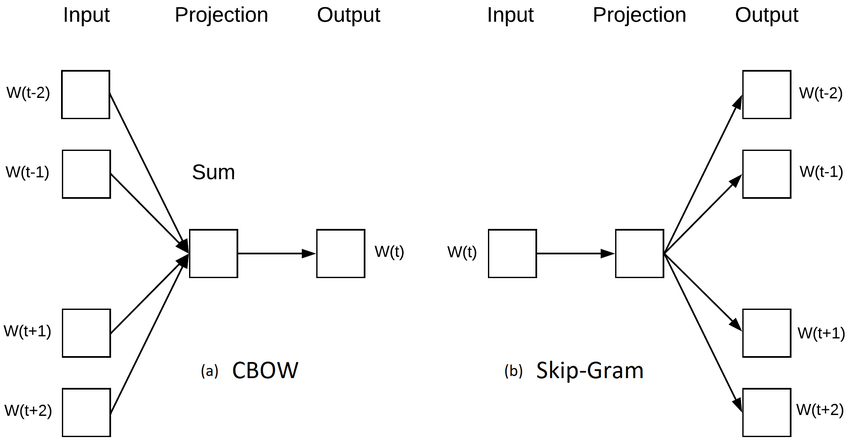 Input Projection Output
W(t-2)
W(t-1)
Sum
W(t)
W(t+1)
W(t+2)
(a) CBOW
Input Projection Output
W(t-2)
W(t-1)
W(t)
W(t+1)
W(t+2)
(b) Skip-Gram